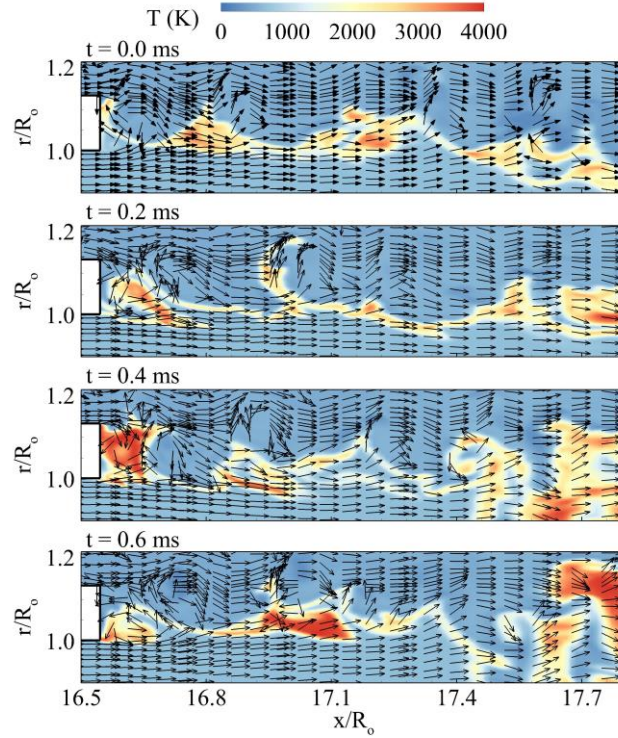 T (K) 0 1000 2000 3000 4000
t = 0.0 ms
1.2
1.0
r/Rₒ
t = 0.2 ms
1.2
1.0
r/Rₒ
t = 0.4 ms
1.2
1.0
r/Rₒ
t = 0.6 ms
1.2
1.0
r/Rₒ
16.5 16.8 17.1 17.4 17.7
x/Rₒ